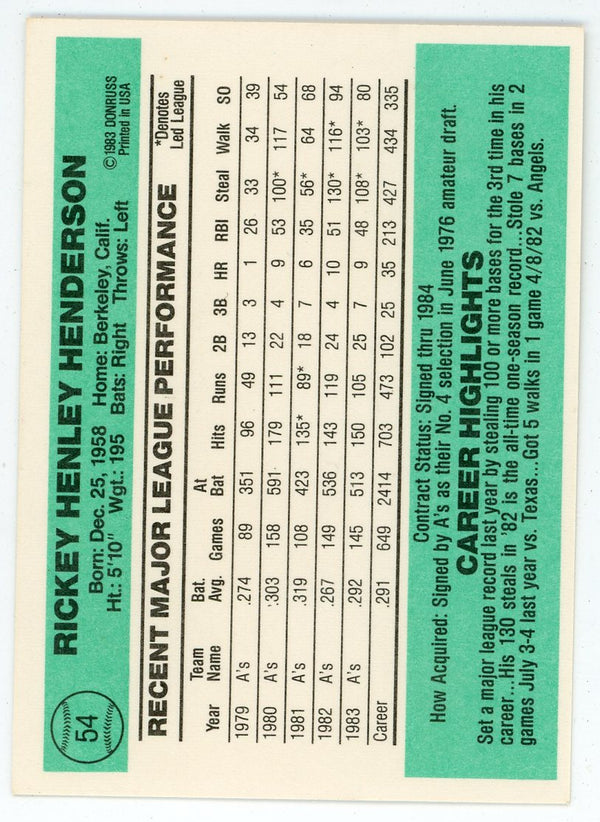 54
RICKEY HENLEY HENDERSON
©1983 DONRUSS
Printed in USA
Born: Dec. 25, 1958 Home: Berkeley, Calif.
Ht.: 5'10" Wgt.: 195 Bats: Right Throws: Left
RECENT MAJOR LEAGUE PERFORMANCE
*Denotes
Led League
Year Team Name Bat. Avg. Games At Bat Hits Runs 2B 3B HR RBI Steal Walk SO
1979 A's .274 89 351 96 49 13 3 1 26 33 34 39
1980 A's .303 158 591 179 111 22 4 9 53 100* 117 54
1981 A's .319 108 423 135* 89* 18 7 6 35 56* 64 68
1982 A's .267 149 536 143 119 24 4 10 51 130* 116* 94
1983 A's .292 145 513 150 105 25 7 9 48 108* 103* 80
Career .291 649 2414 703 473 102 25 35 213 427 434 335
Contract Status: Signed thru 1984
How Acquired: Signed by A's as their No. 4 selection in June 1976 amateur draft.
CAREER HIGHLIGHTS
Set a major league record last year by stealing 100 or more bases for the 3rd time in his
career...His 130 steals in '82 is the all-time one-season record...Stole 7 bases in 2
games July 3-4 last year vs. Texas...Got 5 walks in 1 game 4/8/82 vs. Angels.